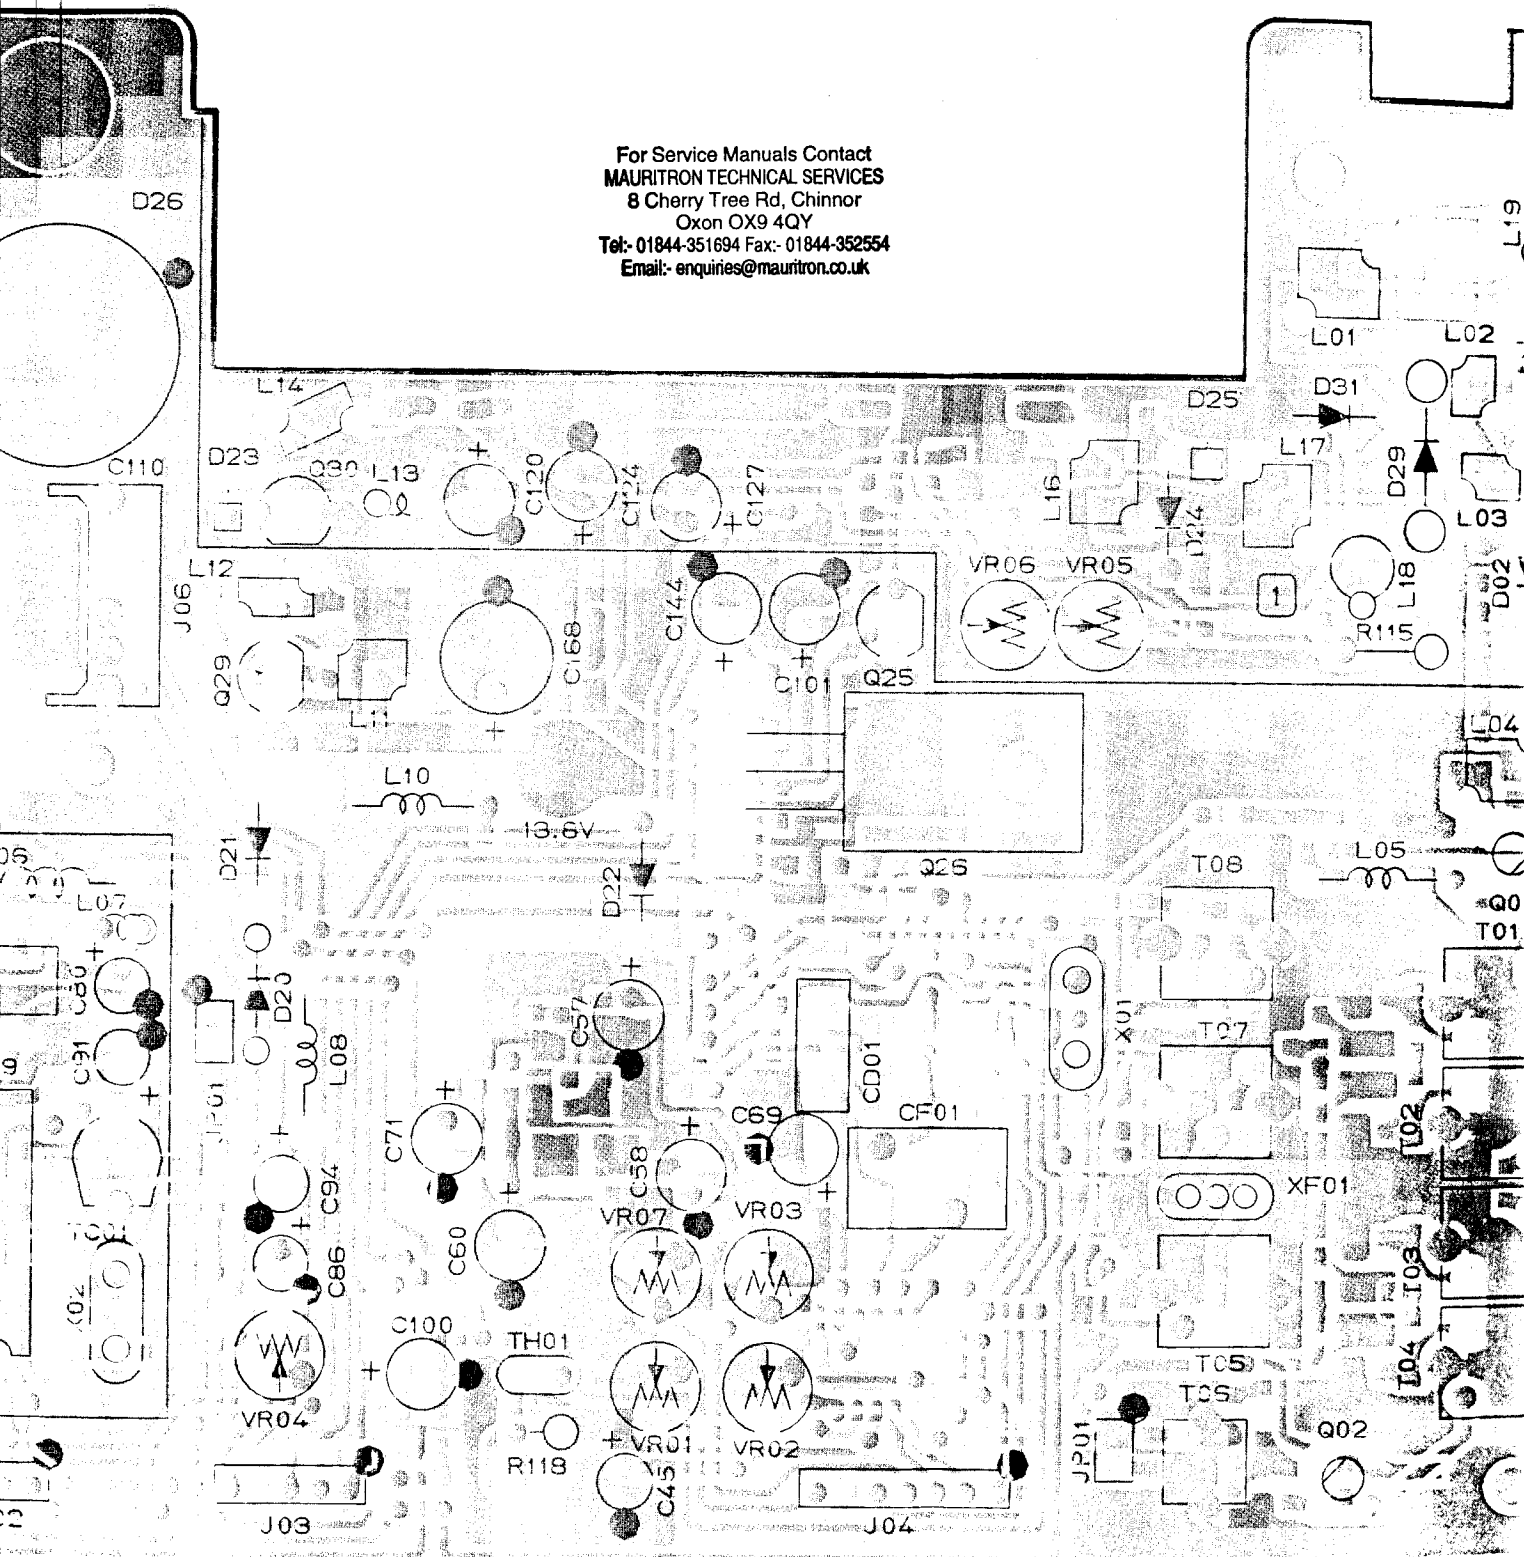 For Service Manuals Contact
MAURITRON TECHNICAL SERVICES
8 Cherry Tree Rd, Chinnor
Oxon OX9 4QY
Tel:- 01844-351694 Fax:- 01844-352554
Email:- enquiries@mauritron.co.uk
D26
L19
L01
L02
L14
D25
D31
C110
D23
Q30
L13
C120
C124
C127
L16
D24
L17
D29
L03
L12
J06
C144
VR06
VR05
1
L18
D02
R115
Q29
L11
C168
C101
Q25
L04
L10
13.6V
D21
D22
Q26
T08
L05
Q0
T01
L07
C80
D20
C57
X01
T07
C91
L08
CD01
CF01
C71
C69
T02
C94
C58
XF01
VR07
VR03
C60
C86
T03
X02
C100
TH01
T05
T04
VR04
R118
VR01
VR02
JP01
Q02
C45
J03
J04